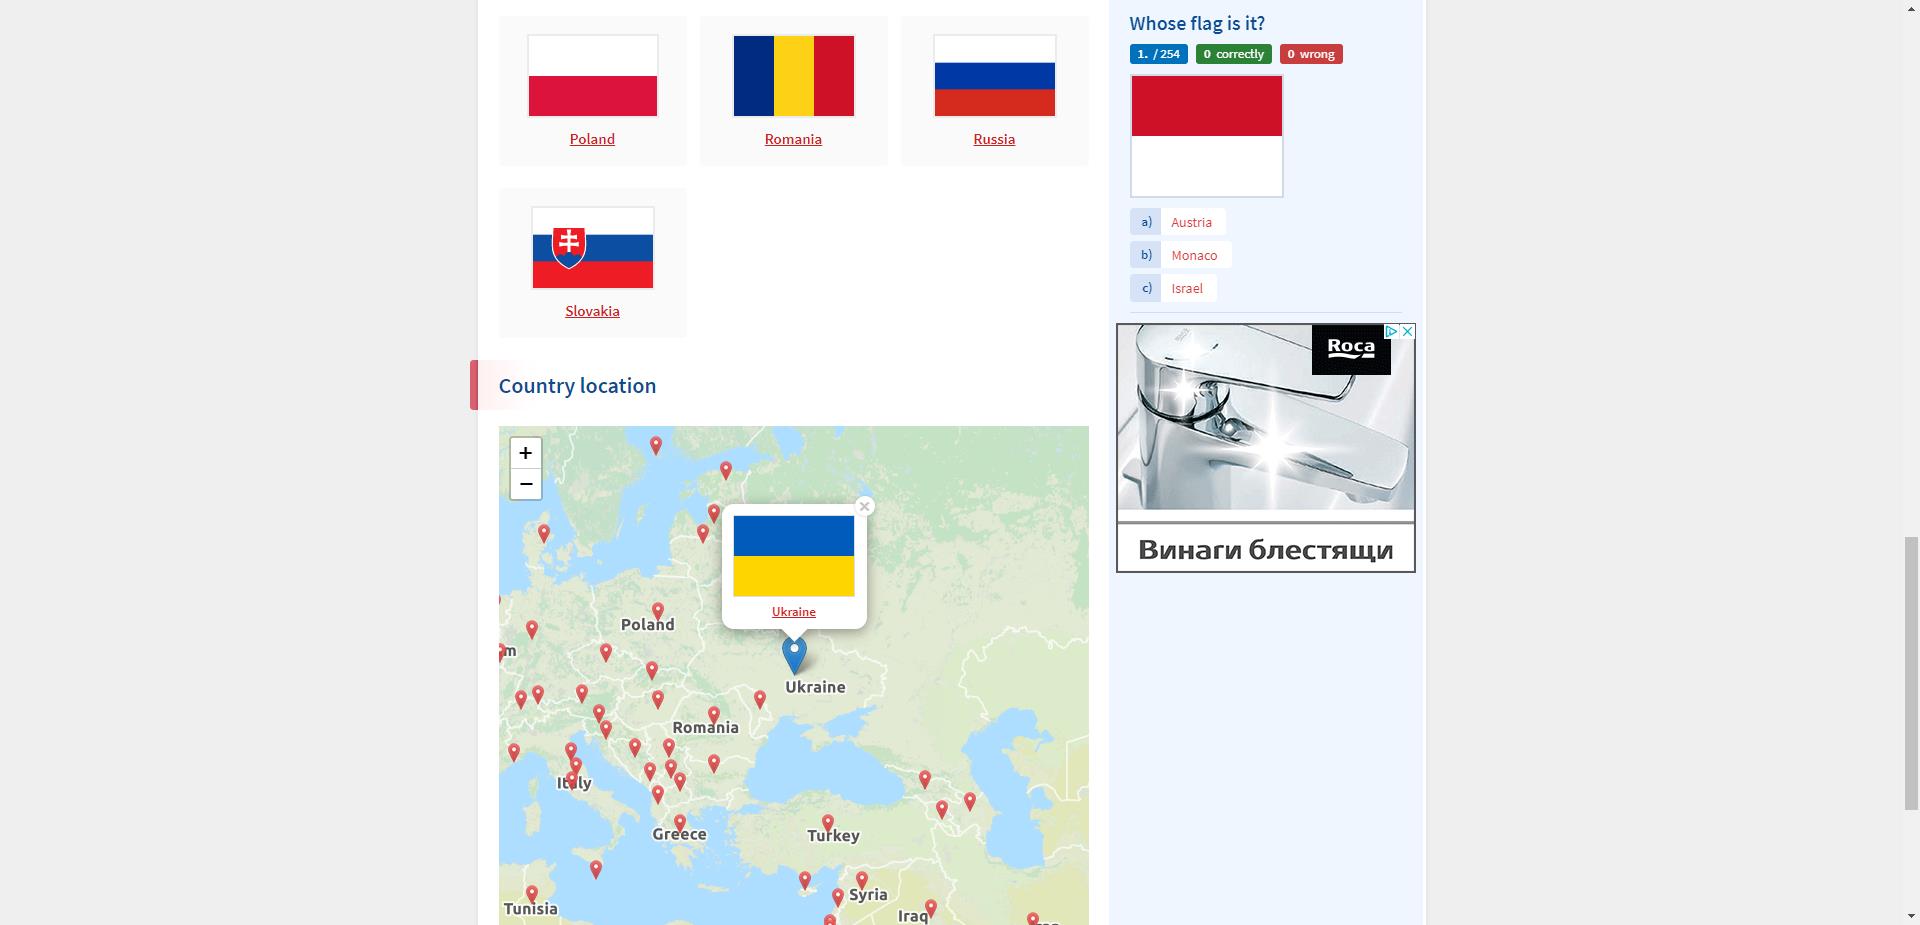 Poland
Romania
Russia
Slovakia
Country location
+
−
Ukraine
Poland
m
Ukraine
Romania
Italy
Greece
Turkey
Syria
Tunisia
Iraq
Whose flag is it?
1. / 254
0 correctly
0 wrong
a) Austria
b) Monaco
c) Israel
Roca
Винаги блестящи